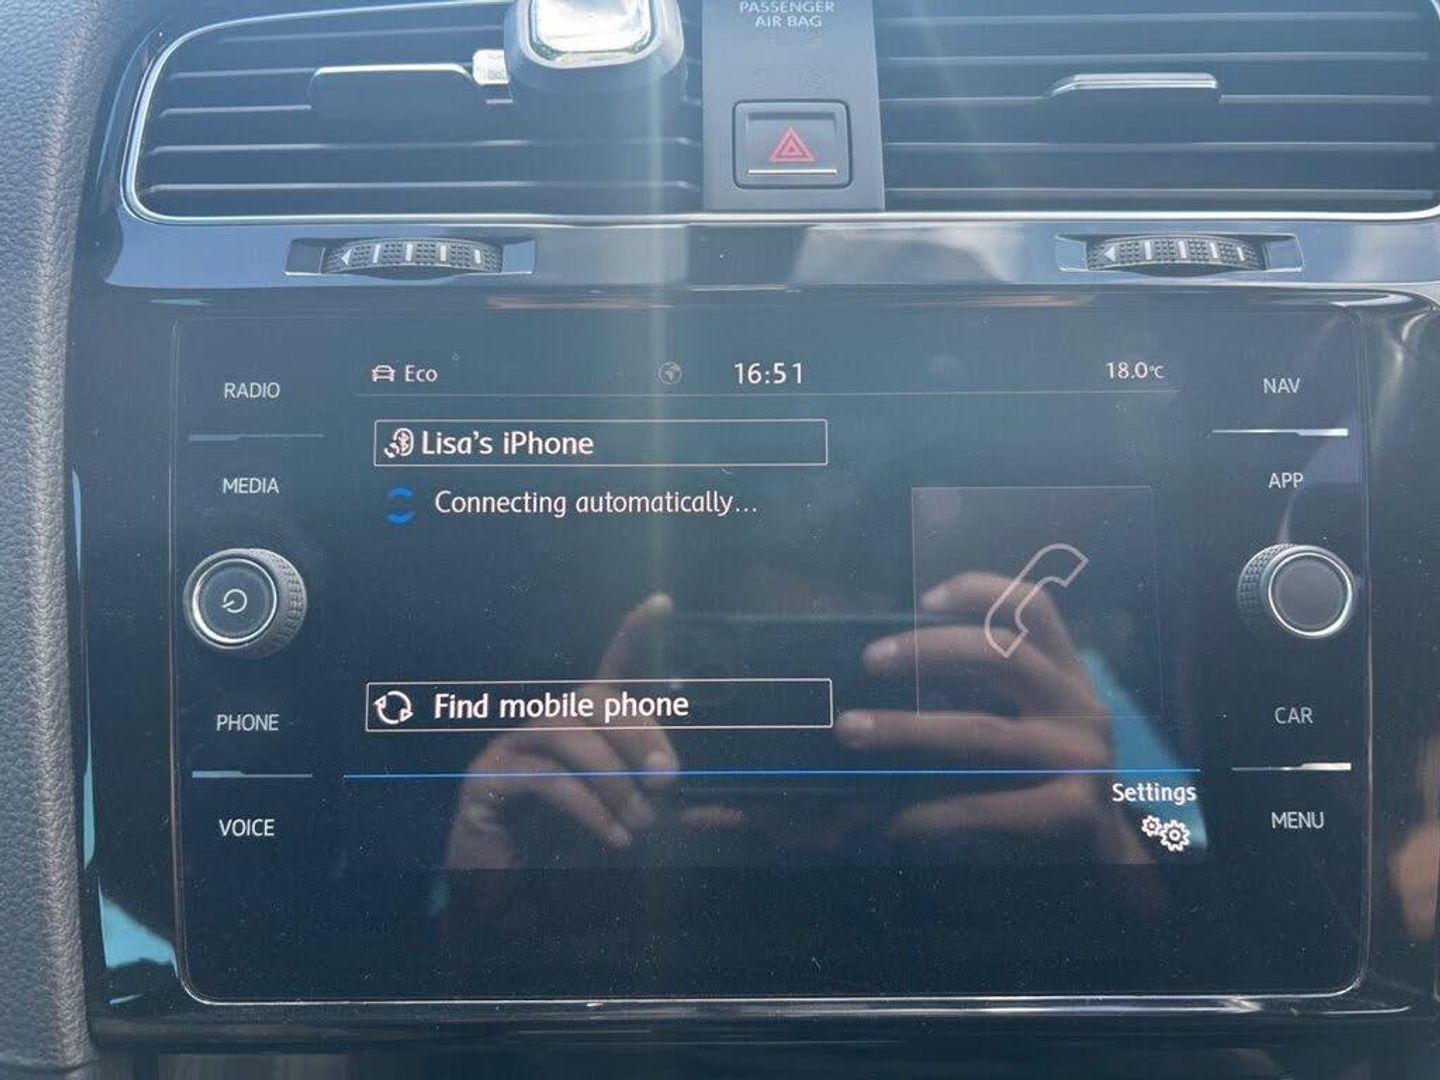 PASSENGER
AIR BAG
Eco
16:51
18.0°C
RADIO
NAV
Lisa's iPhone
MEDIA
APP
Connecting automatically...
Find mobile phone
PHONE
CAR
Settings
VOICE
MENU